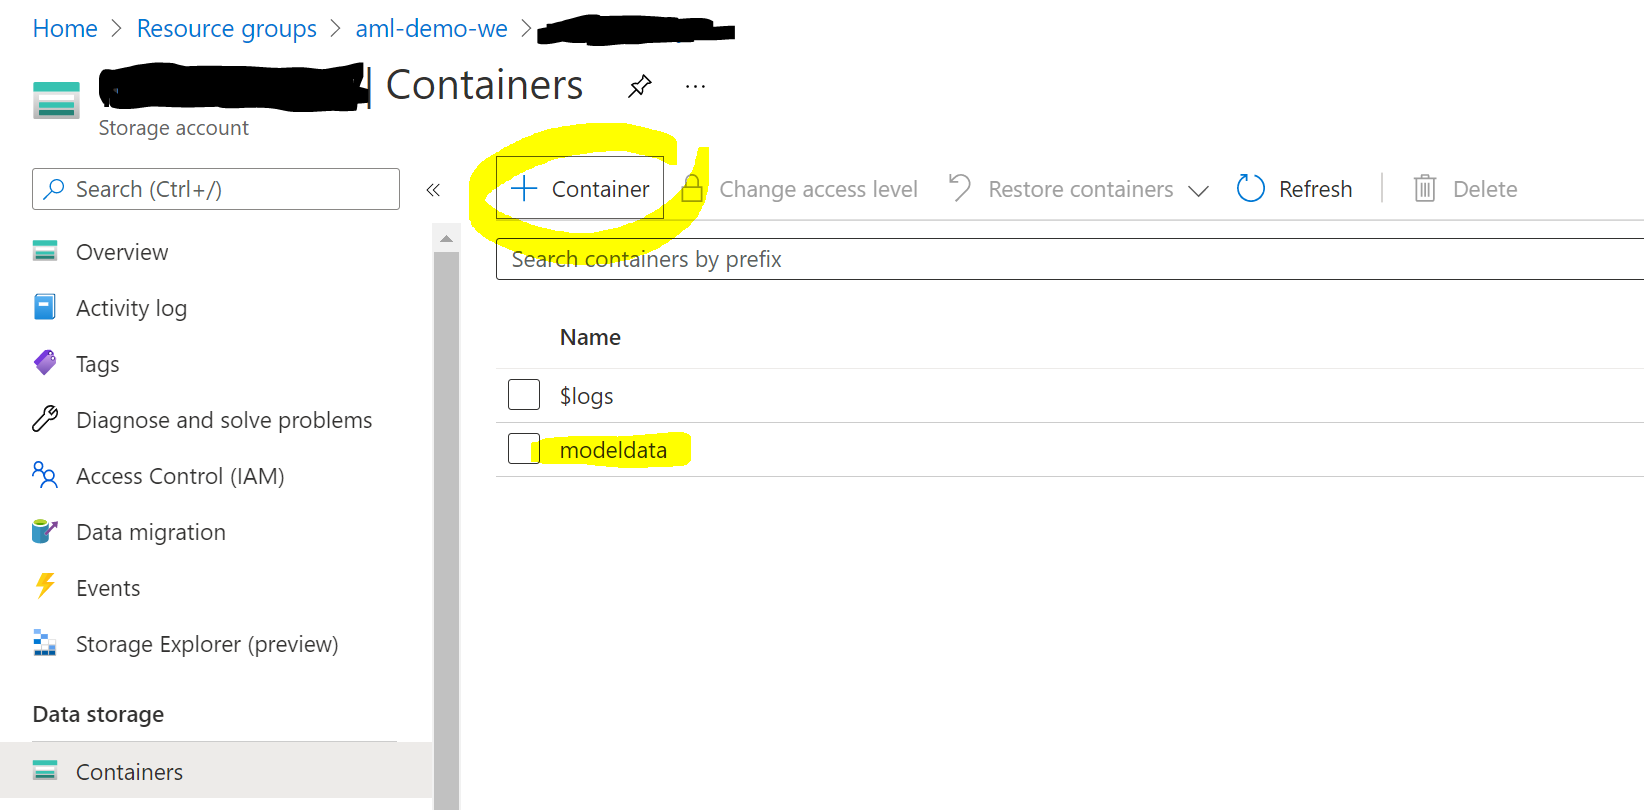 Home > Resource groups > aml-demo-we >
| Containers ...
Storage account
Search (Ctrl+/) «
+ Container Change access level Restore containers Refresh Delete
Search containers by prefix
Overview
Activity log
Tags
Diagnose and solve problems
Access Control (IAM)
Data migration
Events
Storage Explorer (preview)
Data storage
Containers
Name
$logs
modeldata